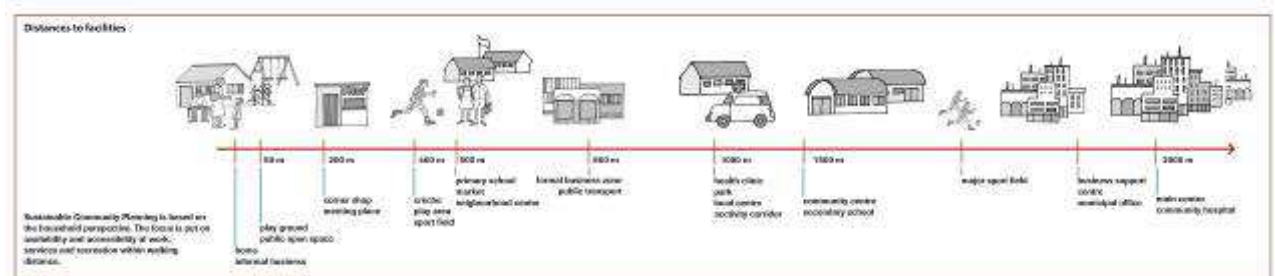 Distances to facilities
50 m
200 m
400 m
500 m
800 m
1000 m
1500 m
2000 m
home
informal business
play ground
public open space
corner shop
meeting place
crèche
play area
sport field
primary school
market
neighbourhood centre
formal business zone
public transport
health clinic
park
local centre
activity corridor
community centre
secondary school
major sport field
business support
centre
municipal office
main centre
community hospital
Sustainable Community Planning is based on
the household perspective. The focus is put on
availability and accessibility of work,
services and recreation within walking
distance.